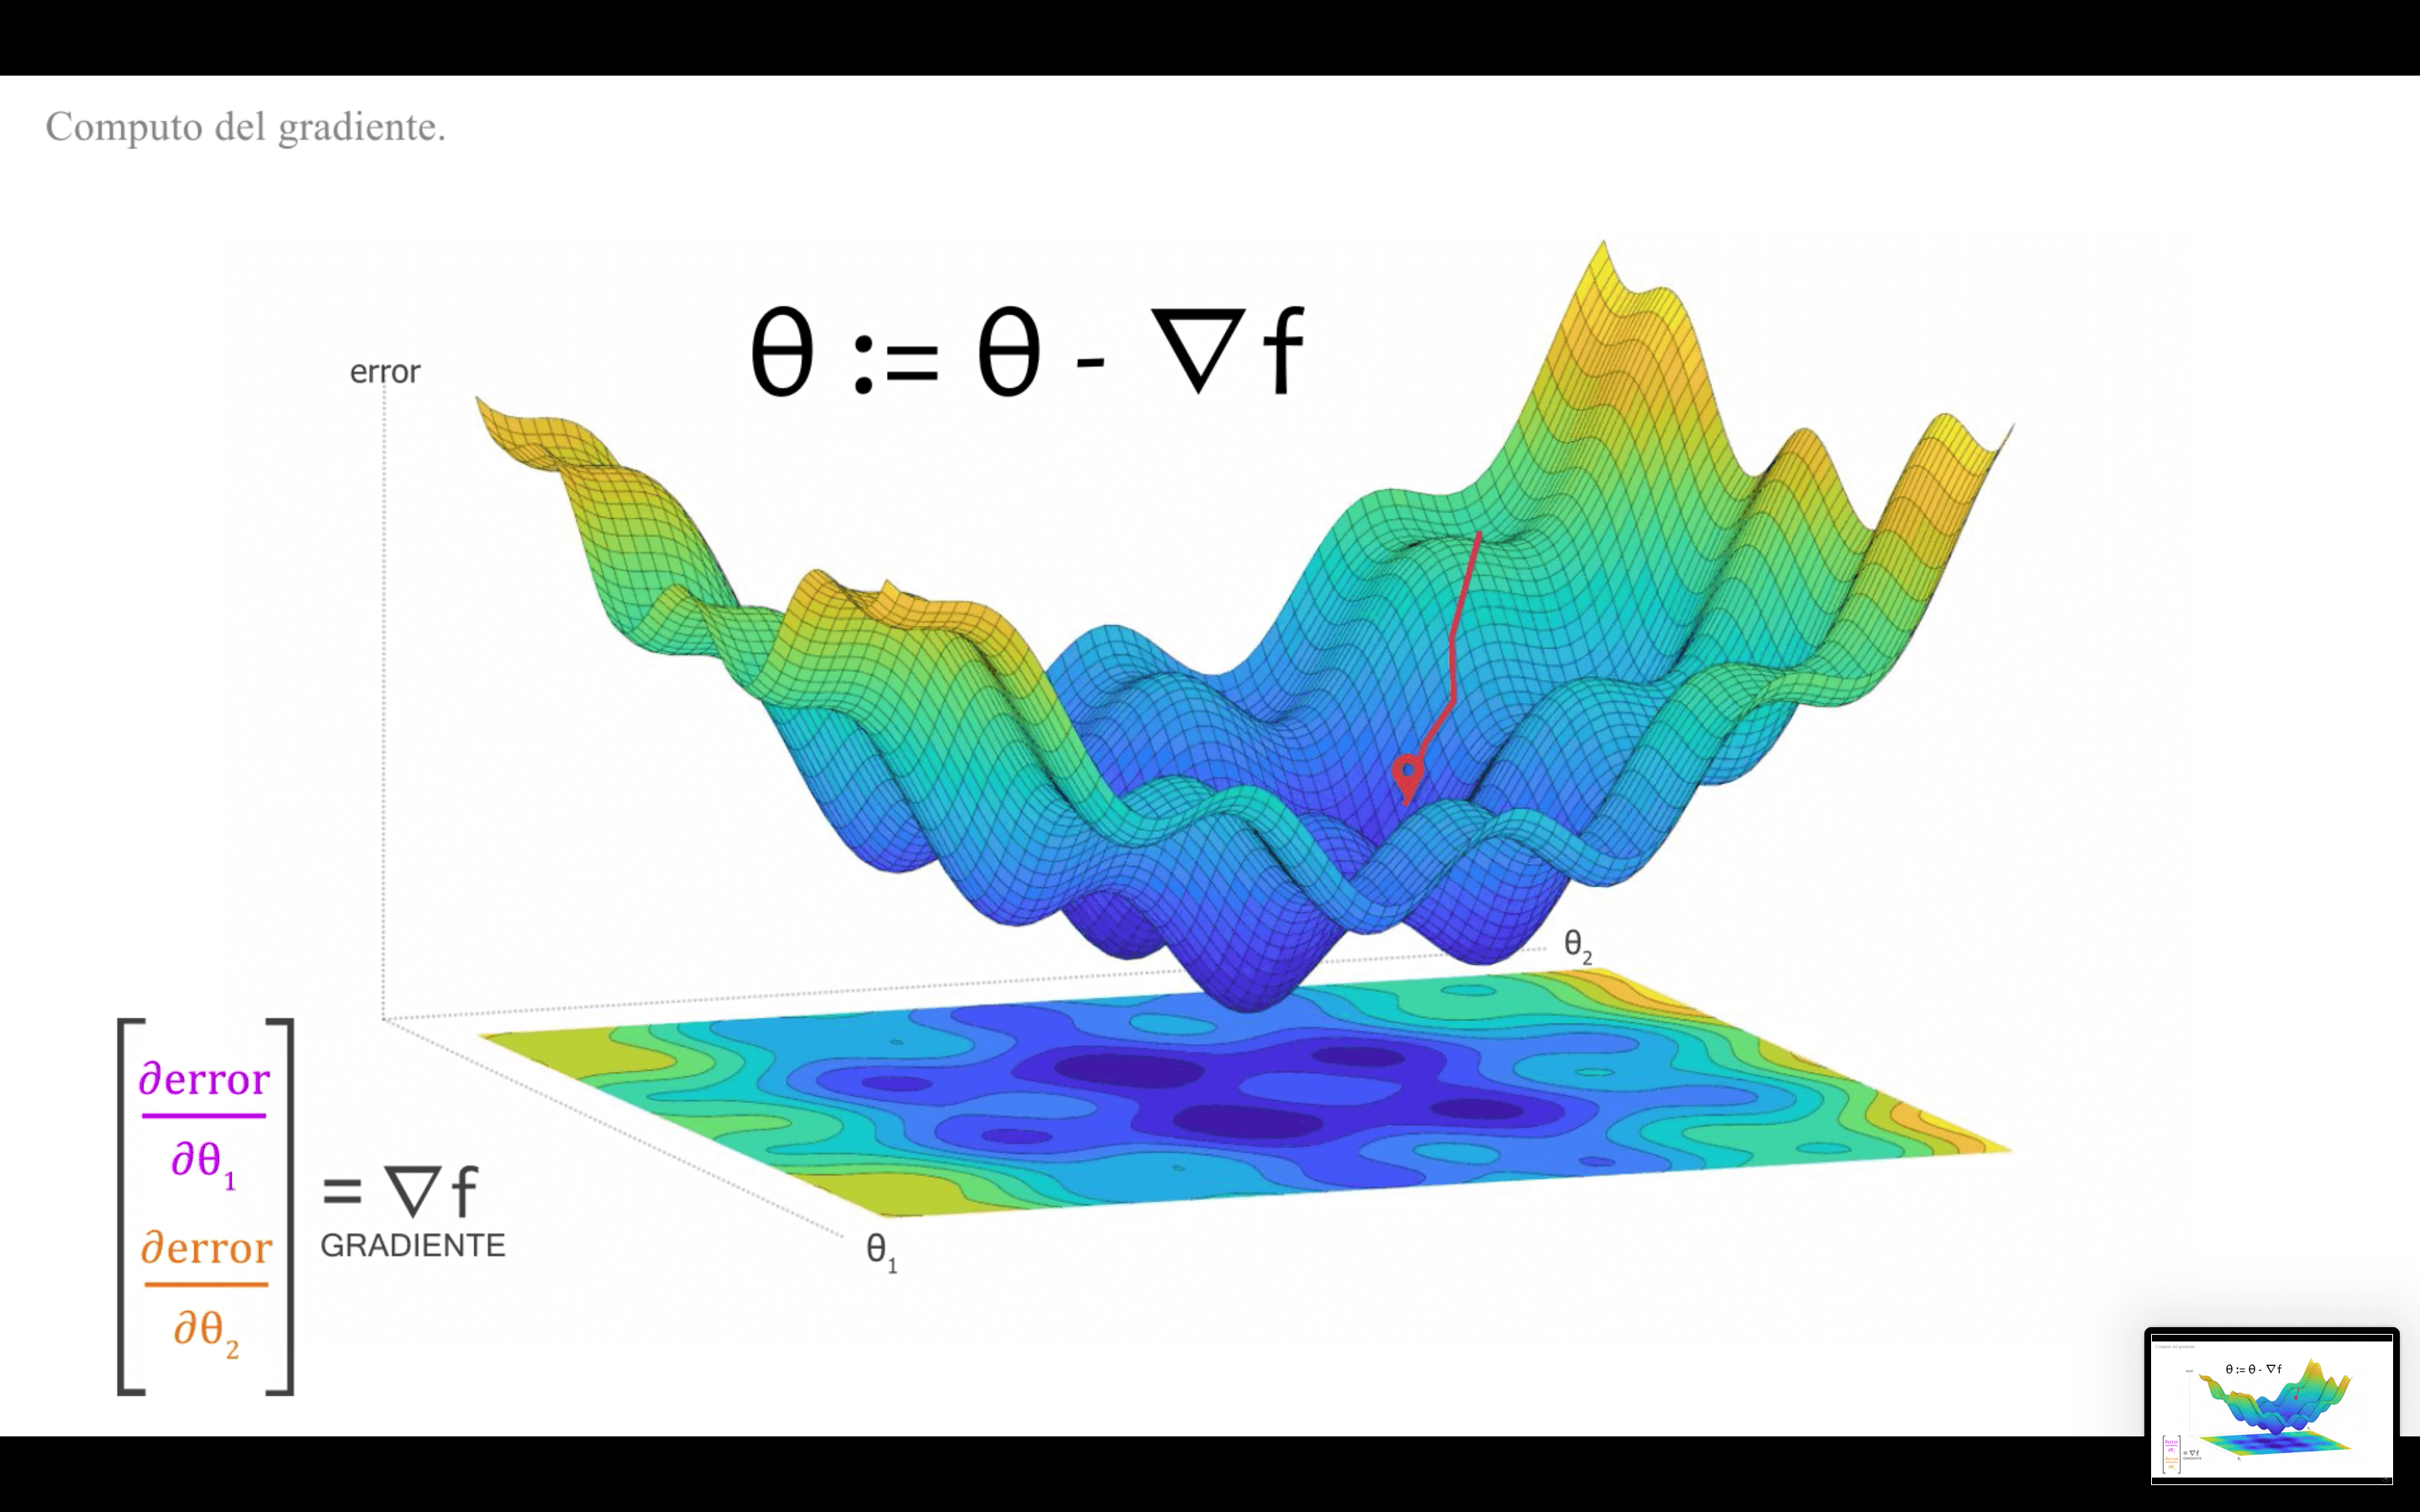 Computo del gradiente.
θ := θ - ∇f
error
θ₂
∂error
∂θ₁
= ∇f
GRADIENTE
∂error
∂θ₂
θ₁